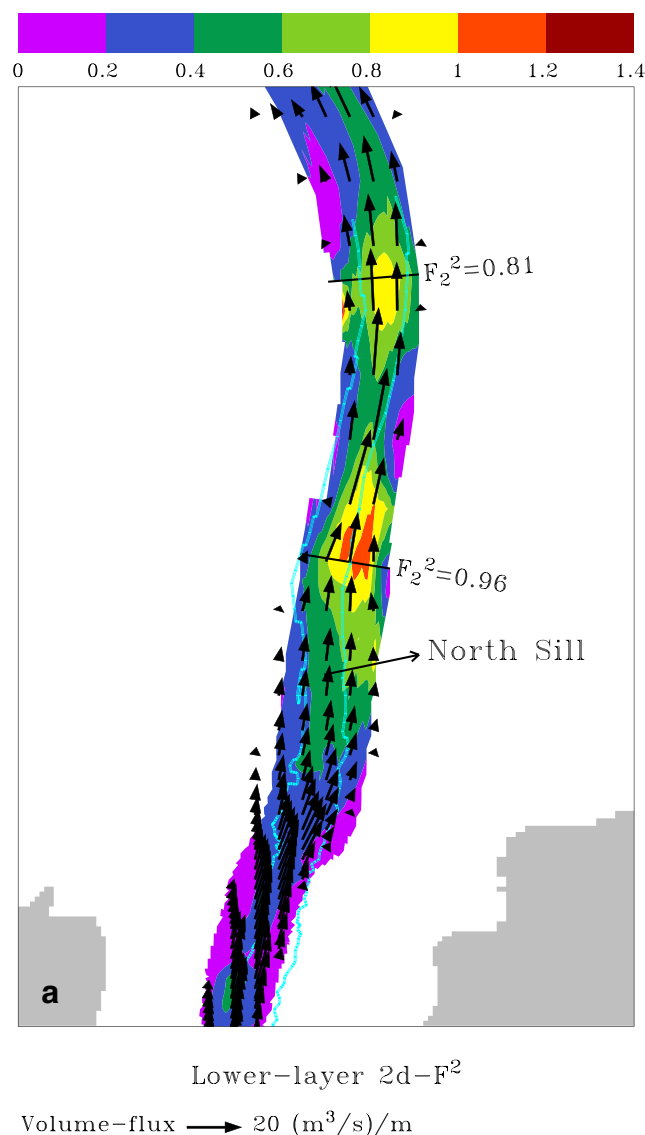 0 0.2 0.4 0.6 0.8 1 1.2 1.4
F₂²=0.81
F₂²=0.96
North Sill
a
Lower-layer 2d-F²
Volume-flux 20 (m³/s)/m